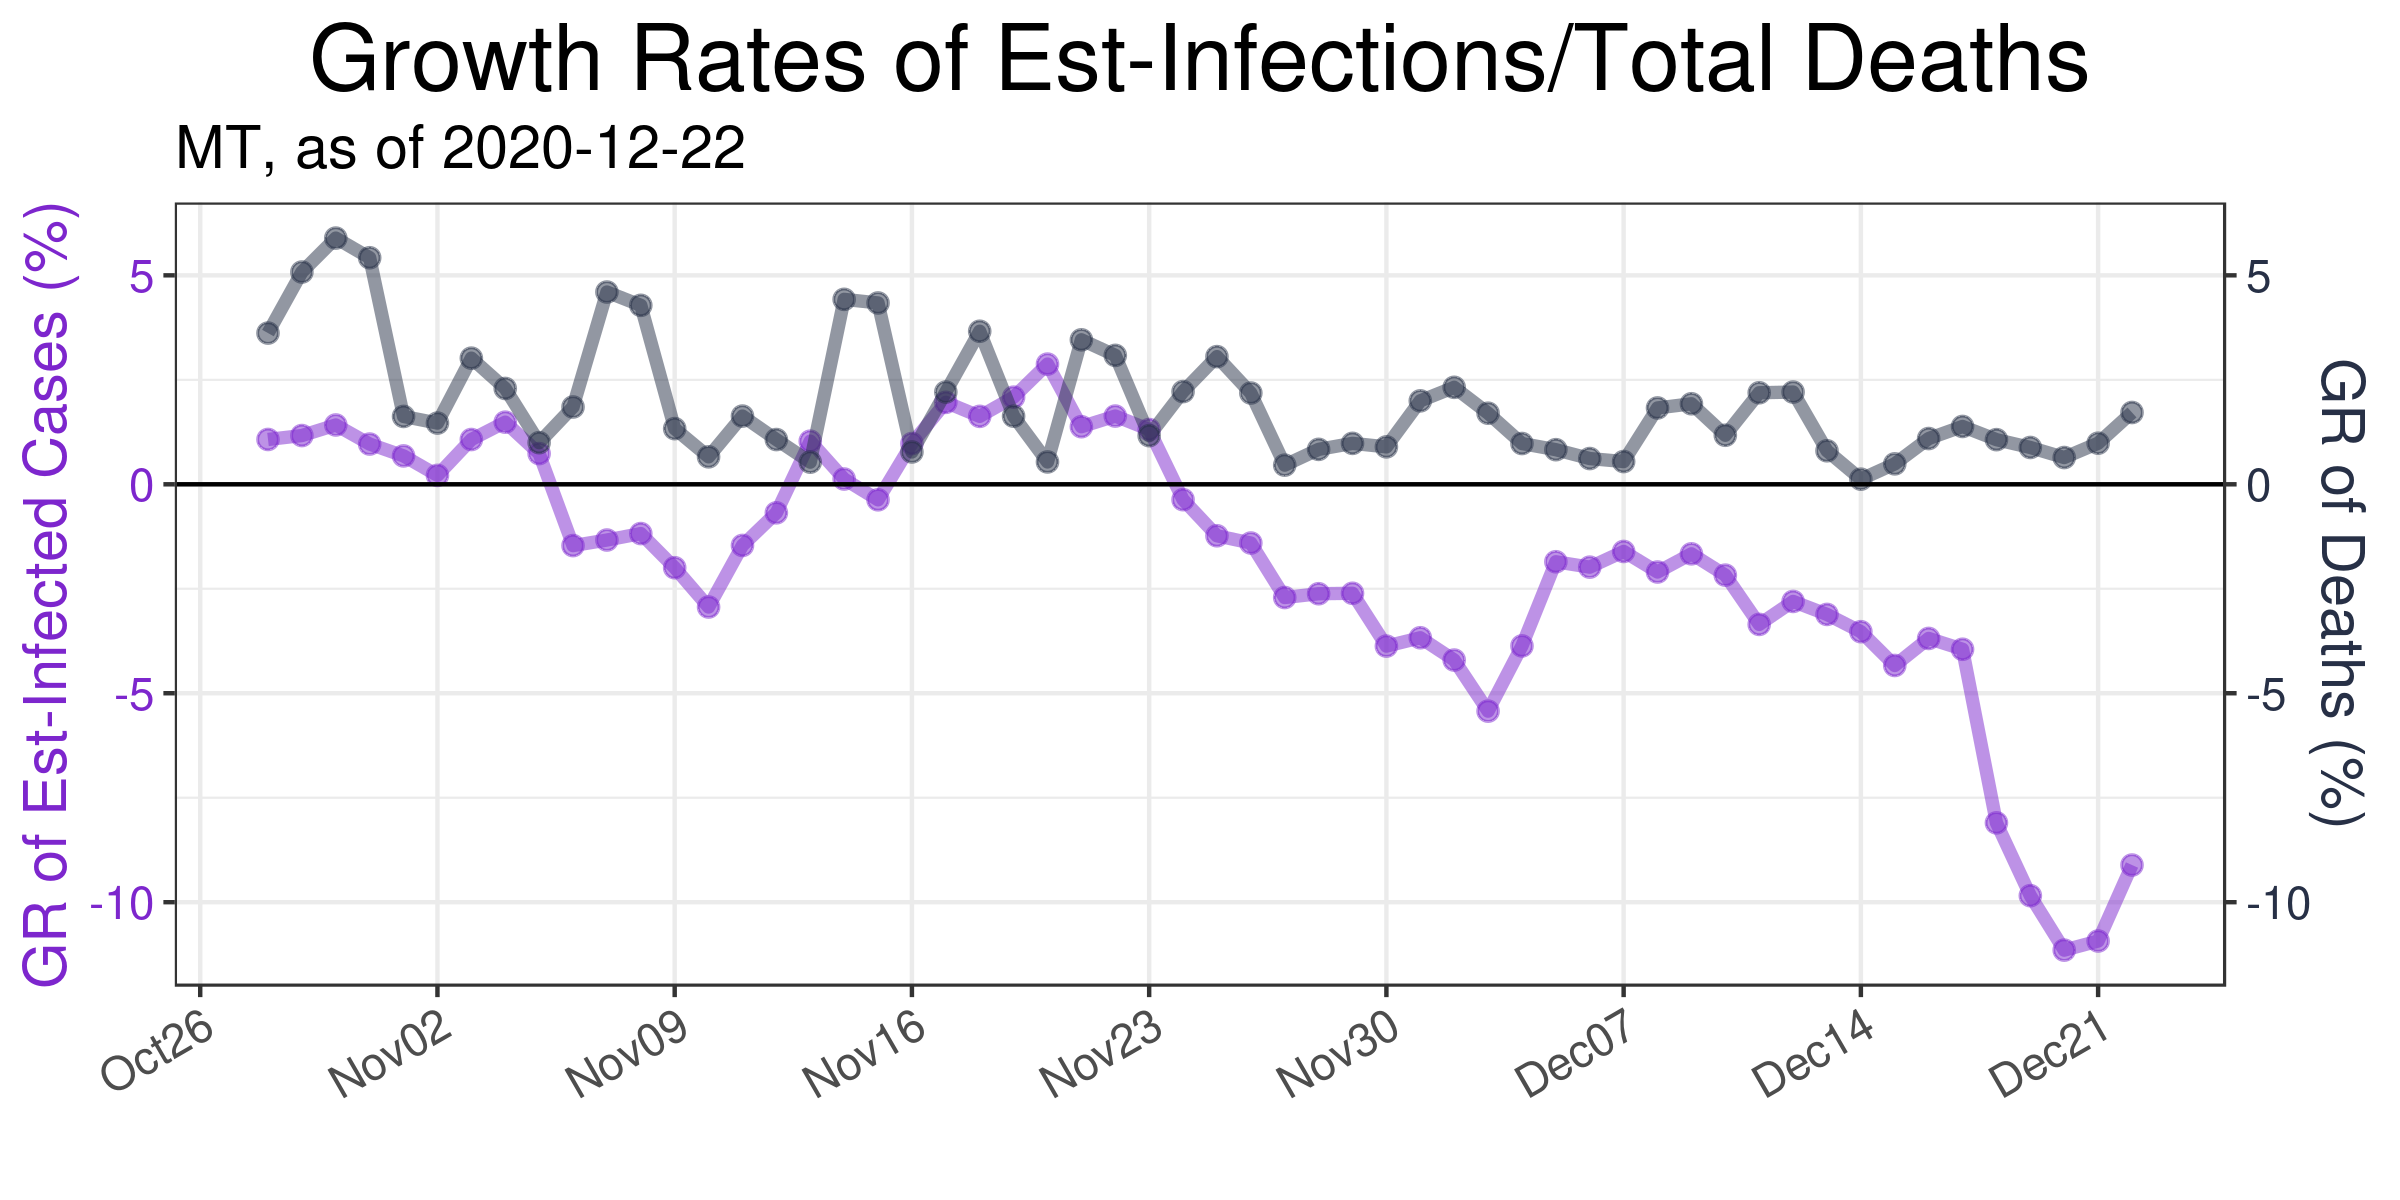 Growth Rates of Est-Infections/Total Deaths
MT, as of 2020-12-22
GR of Est-Infected Cases (%)
5
0
-5
-10
5
0
-5
-10
GR of Deaths (%)
Oct26
Nov02
Nov09
Nov16
Nov23
Nov30
Dec07
Dec14
Dec21